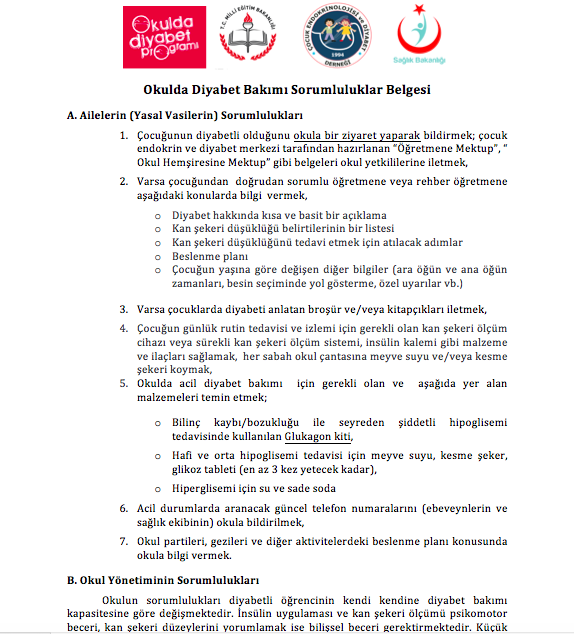 Okulda
diyabet
programı
T.C. MİLLİ EĞİTİM BAKANLIĞI
ÇOCUK ENDOKRİNOLOJİSİ VE DİYABET
1994
DERNEĞİ
Sağlık Bakanlığı
Okulda Diyabet Bakımı Sorumluluklar Belgesi
A. Ailelerin (Yasal Vasilerin) Sorumlulukları
1. Çocuğunun diyabetli olduğunu okula bir ziyaret yaparak bildirmek; çocuk
endokrin ve diyabet merkezi tarafından hazırlanan "Öğretmene Mektup", "
Okul Hemşiresine Mektup" gibi belgeleri okul yetkililerine iletmek,
2. Varsa çocuğundan doğrudan sorumlu öğretmene veya rehber öğretmene
aşağıdaki konularda bilgi vermek,
o Diyabet hakkında kısa ve basit bir açıklama
o Kan şekeri düşüklüğü belirtilerinin bir listesi
o Kan şekeri düşüklüğünü tedavi etmek için atılacak adımlar
o Beslenme planı
o Çocuğun yaşına göre değişen diğer bilgiler (ara öğün ve ana öğün
zamanları, besin seçiminde yol gösterme, özel uyarılar vb.)
3. Varsa çocuklarda diyabeti anlatan broşür ve/veya kitapçıkları iletmek,
4. Çocuğun günlük rutin tedavisi ve izlemi için gerekli olan kan şekeri ölçüm
cihazı veya sürekli kan şekeri ölçüm sistemi, insülin kalemi gibi malzeme
ve ilaçları sağlamak, her sabah okul çantasına meyve suyu ve/veya kesme
şekeri koymak,
5. Okulda acil diyabet bakımı için gerekli olan ve aşağıda yer alan
malzemeleri temin etmek;
o Bilinç kaybı/bozukluğu ile seyreden şiddetli hipoglisemi
tedavisinde kullanılan Glukagon kiti,
o Hafi ve orta hipoglisemi tedavisi için meyve suyu, kesme şeker,
glikoz tableti (en az 3 kez yetecek kadar),
o Hiperglisemi için su ve sade soda
6. Acil durumlarda aranacak güncel telefon numaralarını (ebeveynlerin ve
sağlık ekibinin) okula bildirilmek,
7. Okul partileri, gezileri ve diğer aktivitelerdeki beslenme planı konusunda
okula bilgi vermek.
B. Okul Yönetiminin Sorumlulukları
Okulun sorumlulukları diyabetli öğrencinin kendi kendine diyabet bakımı
kapasitesine göre değişmektedir. İnsülin uygulaması ve kan şekeri ölçümü psikomotor
beceri, kan şekeri düzeylerini yorumlamak ise bilişsel beceri gerektirmektedir. Küçük